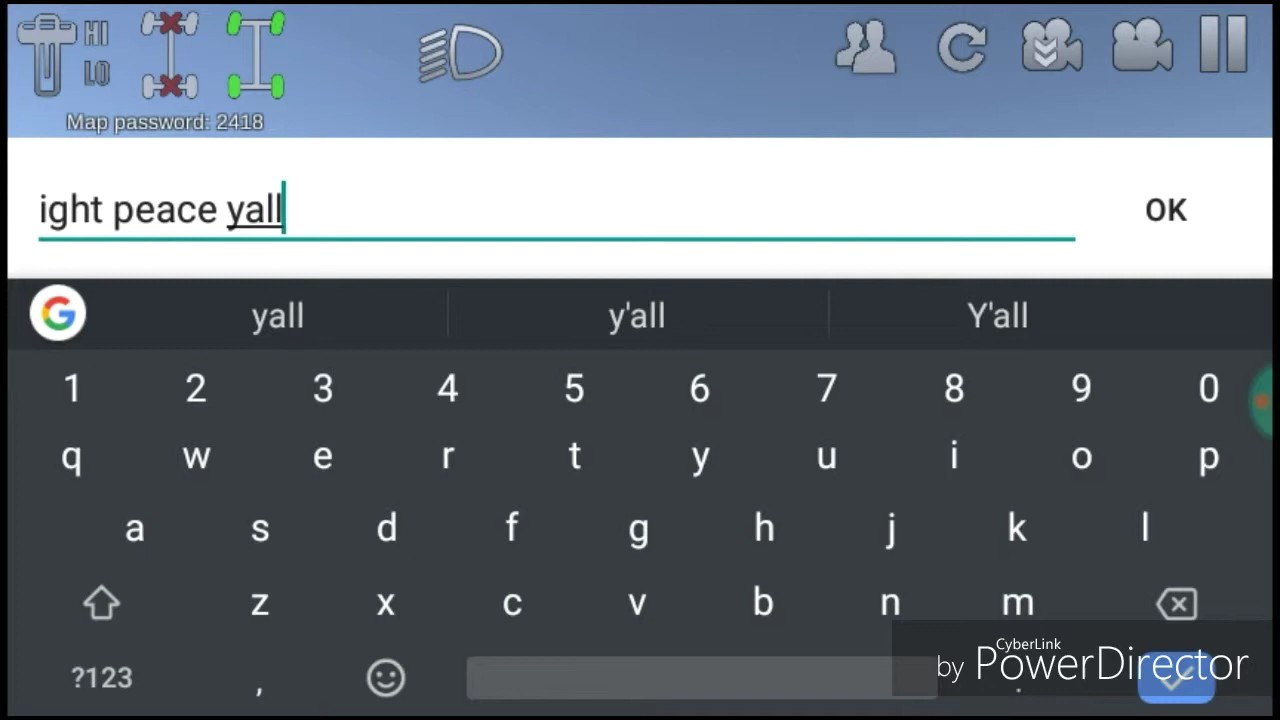 HI
LO
Map password: 2418
ight peace yall
OK
G yall y'all Y'all
1 2 3 4 5 6 7 8 9 0
q w e r t y u i o p
a s d f g h j k l
z x c v b n m
?123 , .
CyberLink
by PowerDirector